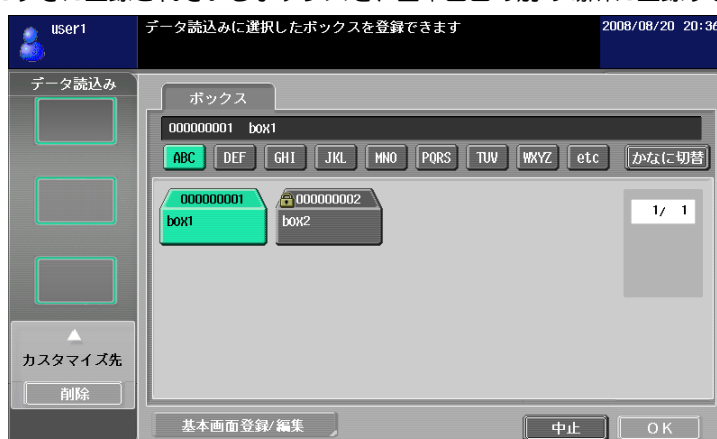 user1
データ読込みに選択したボックスを登録できます
2008/08/20 20:36
データ読込み
ボックス
000000001 box1
ABC DEF GHI JKL MNO PQRS TUV WXYZ etc かなに切替
000000001
box1
000000002
box2
1/ 1
カスタマイズ先
削除
基本画面登録/編集
中止
OK